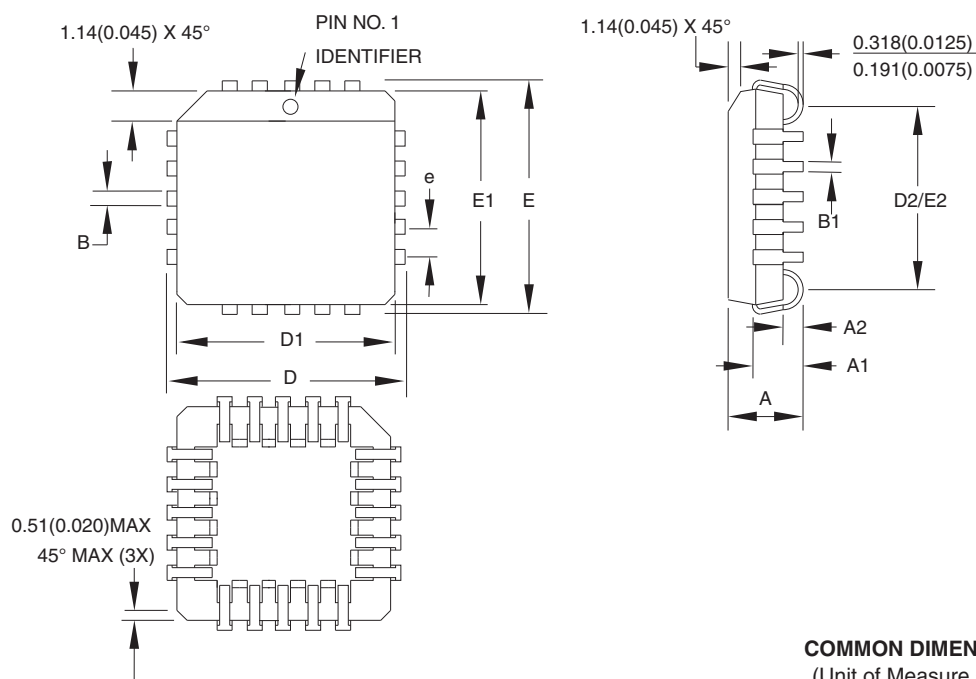 1.14(0.045) X 45°
PIN NO. 1
IDENTIFIER
1.14(0.045) X 45°
0.318(0.0125)
0.191(0.0075)
e
E1
E
B
B1
D2/E2
D1
D
A2
A1
A
0.51(0.020)MAX
45° MAX (3X)
COMMON DIMEN
(Unit of Measure